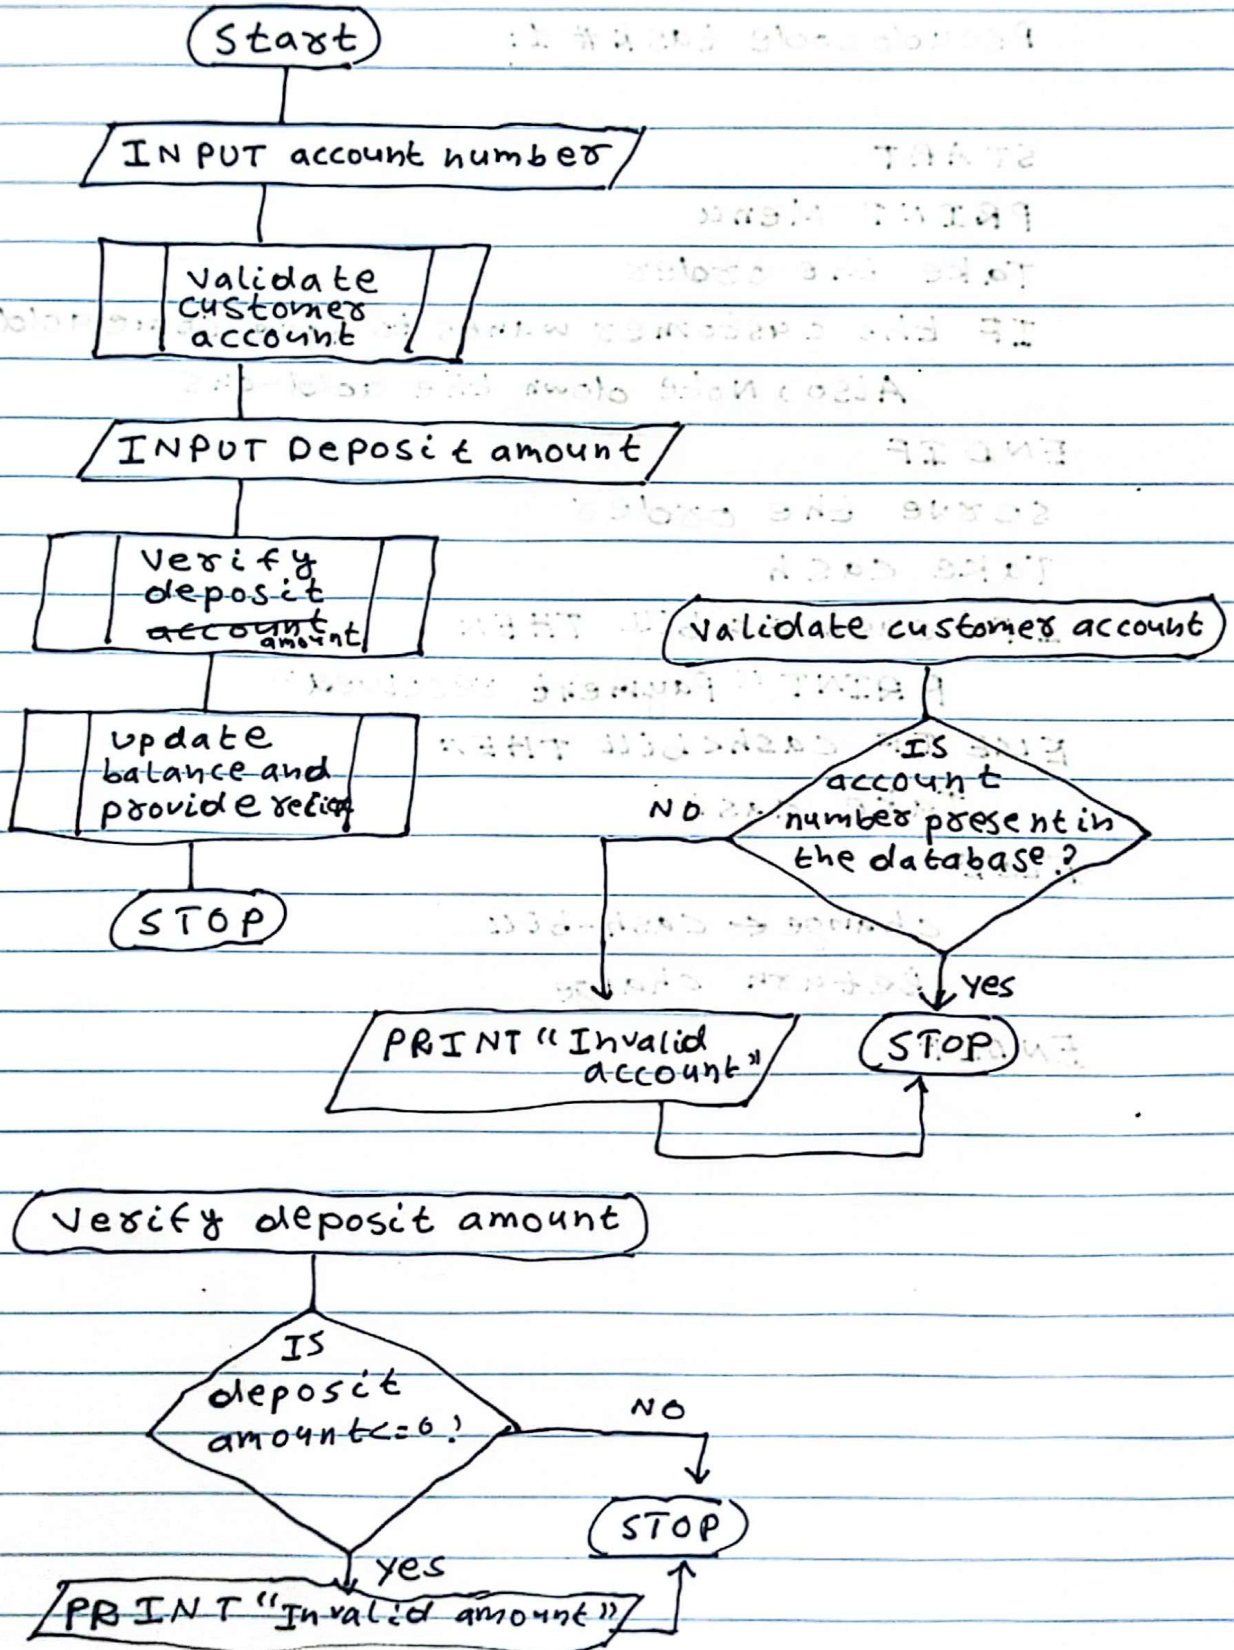 Start
INPUT account number
Validate
customer
account
INPUT Deposit amount
Verify
deposit
account
amount
update
balance and
provide
STOP
Validate customer account
IS
account
number present in
the database?
NO
yes
PRINT "Invalid
account"
STOP
Verify deposit amount
IS
deposit
amount<=0?
NO
STOP
yes
PRINT "Invalid amount"